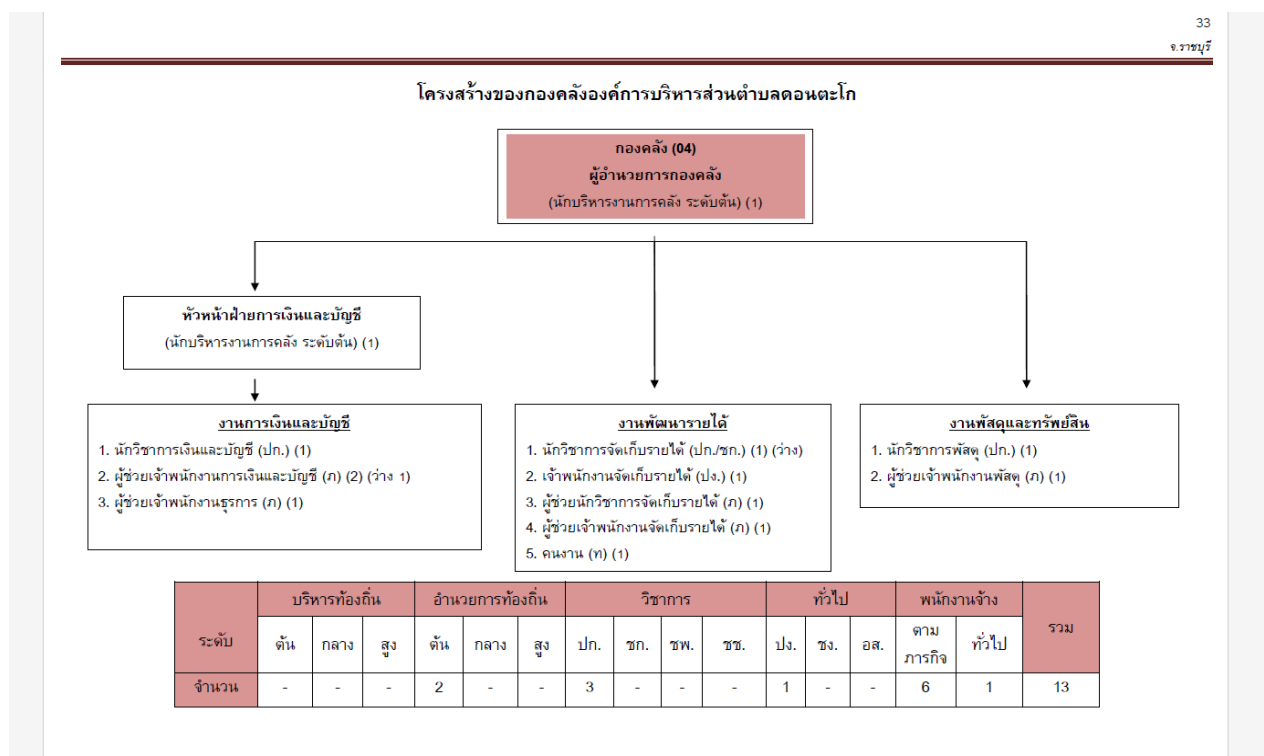 33
จ.ราชบุรี
โครงสร้างของกองคลังองค์การบริหารส่วนตำบลดอนตะโก
กองคลัง (04)
ผู้อำนวยการกองคลัง
(นักบริหารงานการคลัง ระดับต้น) (1)
หัวหน้าฝ่ายการเงินและบัญชี
(นักบริหารงานการคลัง ระดับต้น) (1)
งานการเงินและบัญชี
1. นักวิชาการเงินและบัญชี (ปก.) (1)
2. ผู้ช่วยเจ้าพนักงานการเงินและบัญชี (ภ) (2) (ว่าง 1)
3. ผู้ช่วยเจ้าพนักงานธุรการ (ภ) (1)
งานพัฒนารายได้
1. นักวิชาการจัดเก็บรายได้ (ปก./ชก.) (1) (ว่าง)
2. เจ้าพนักงานจัดเก็บรายได้ (ปง.) (1)
3. ผู้ช่วยนักวิชาการจัดเก็บรายได้ (ภ) (1)
4. ผู้ช่วยเจ้าพนักงานจัดเก็บรายได้ (ภ) (1)
5. คนงาน (ท) (1)
งานพัสดุและทรัพย์สิน
1. นักวิชาการพัสดุ (ปก.) (1)
2. ผู้ช่วยเจ้าพนักงานพัสดุ (ภ) (1)
ระดับ บริหารท้องถิ่น อำนวยการท้องถิ่น วิชาการ ทั่วไป พนักงานจ้าง รวม
ต้น กลาง สูง ต้น กลาง สูง ปก. ชก. ชพ. ชช. ปง. ชง. อส. ตามภารกิจ ทั่วไป
จำนวน - - - 2 - - 3 - - - 1 - - 6 1 13